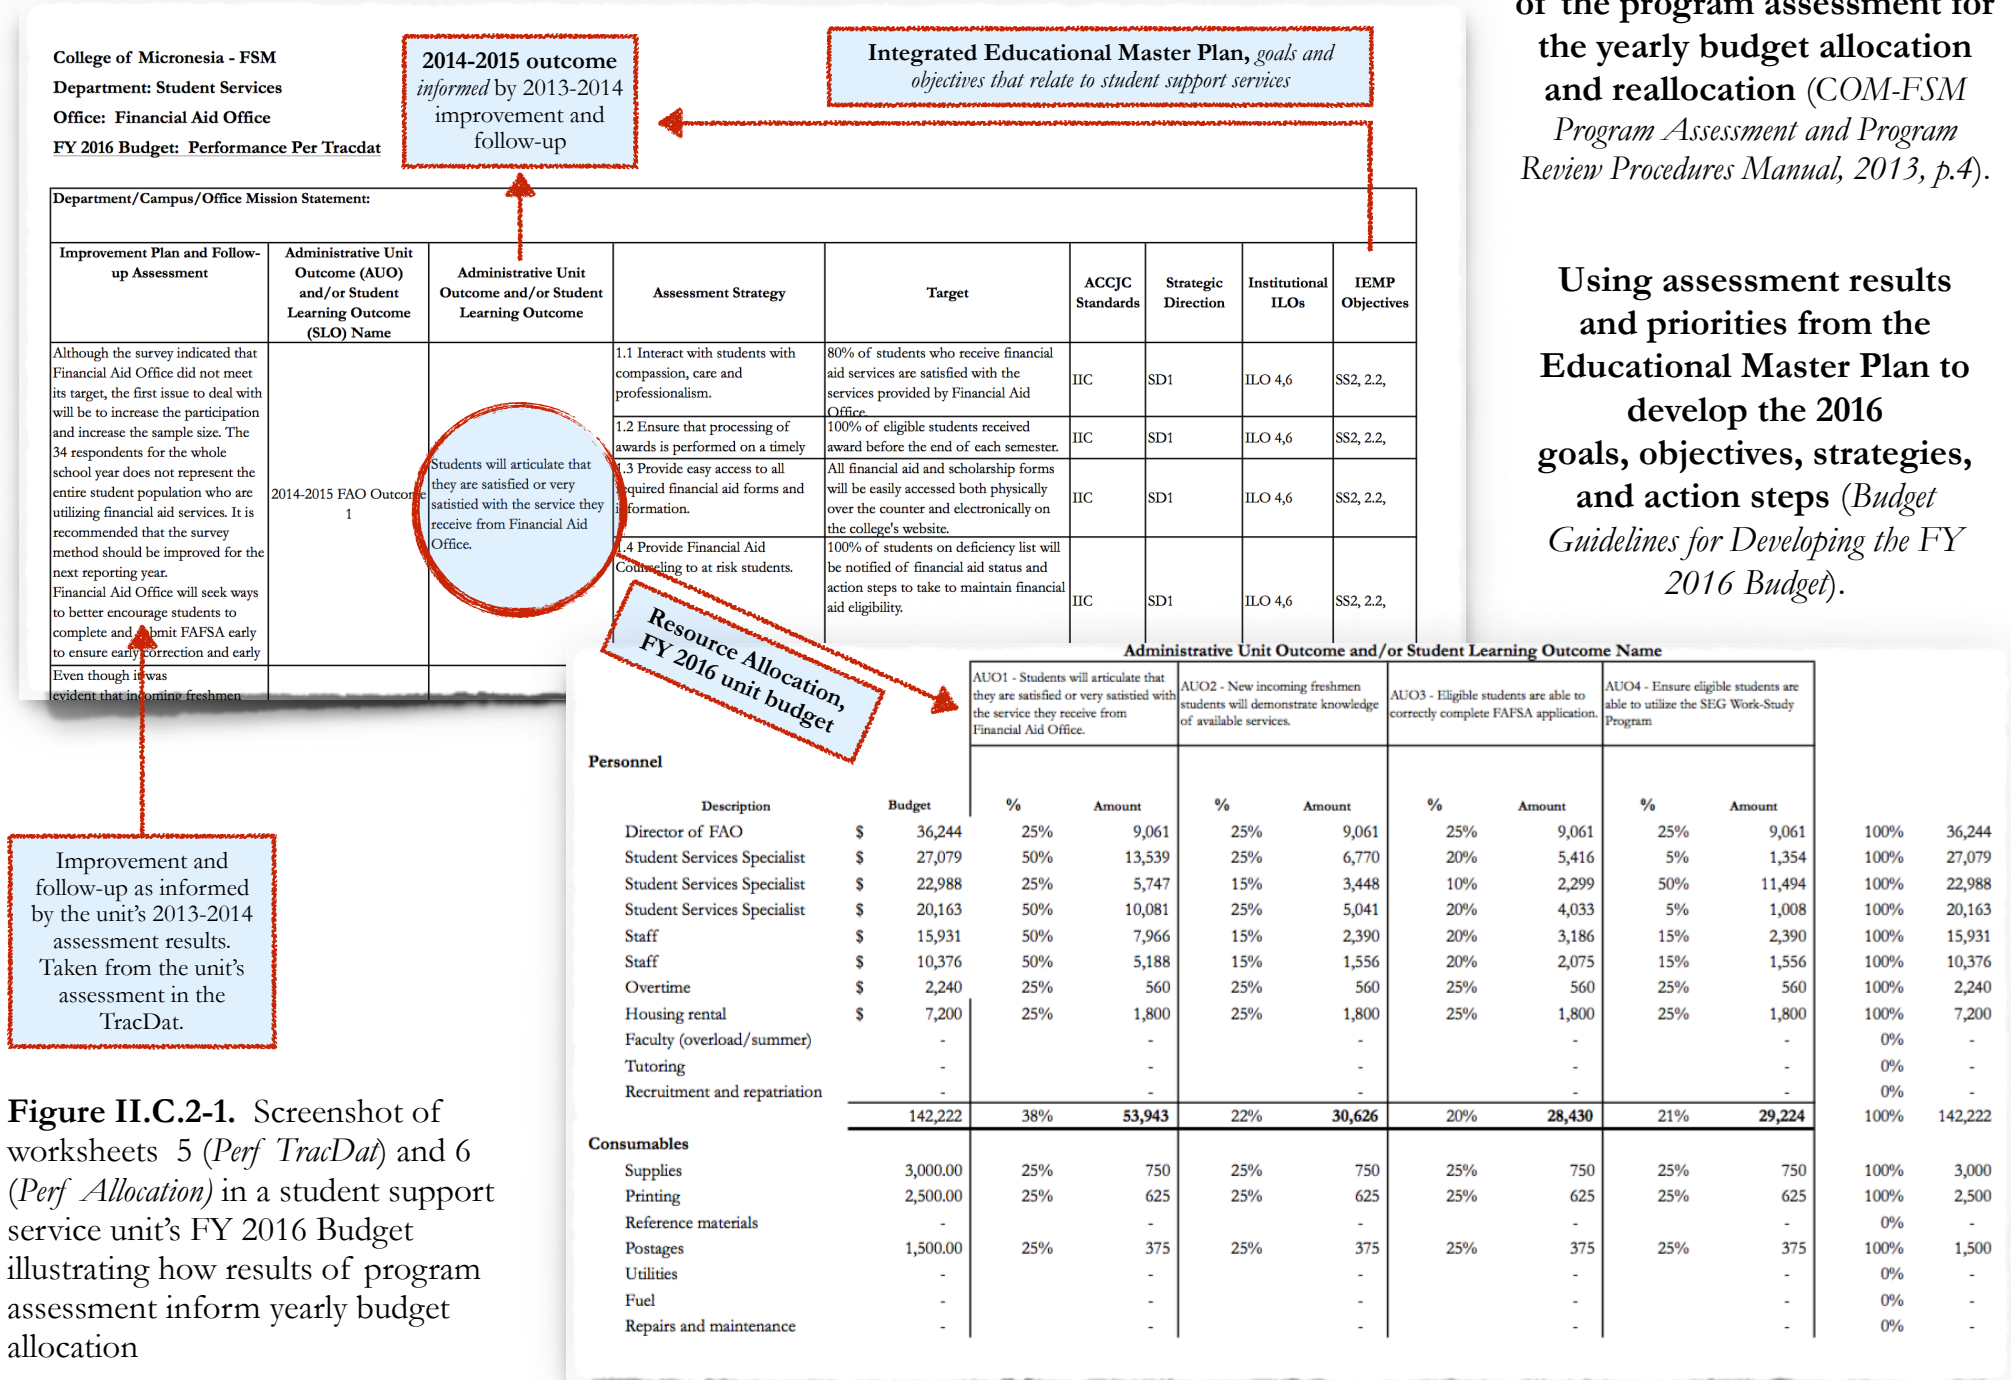 of the program assessment for
the yearly budget allocation
and reallocation (COM-FSM
Program Assessment and Program
Review Procedures Manual, 2013, p.4).
Using assessment results
and priorities from the
Educational Master Plan to
develop the 2016
goals, objectives, strategies,
and action steps (Budget
Guidelines for Developing the FY
2016 Budget).
College of Micronesia - FSM
Department: Student Services
Office: Financial Aid Office
FY 2016 Budget: Performance Per Tracdat
2014-2015 outcome
informed by 2013-2014
improvement and
follow-up
Integrated Educational Master Plan, goals and
objectives that relate to student support services
Department/Campus/Office Mission Statement:
Improvement Plan and Follow-
up Assessment
Administrative Unit
Outcome (AUO)
and/or Student
Learning Outcome
(SLO) Name
Administrative Unit
Outcome and/or Student
Learning Outcome
Assessment Strategy
Target
ACCJC
Standards
Strategic
Direction
Institutional
ILOs
IEMP
Objectives
Although the survey indicated that
Financial Aid Office did not meet
its target, the first issue to deal with
will be to increase the participation
and increase the sample size. The
34 respondents for the whole
school year does not represent the
entire student population who are
utilizing financial aid services. It is
recommended that the survey
method should be improved for the
next reporting year.
Financial Aid Office will seek ways
to better encourage students to
complete and submit FAFSA early
to ensure early correction and early
2014-2015 FAO Outcome
1
Students will articulate that
they are satisfied or very
satistied with the service they
receive from Financial Aid
Office.
1.1 Interact with students with
compassion, care and
professionalism.
80% of students who receive financial
aid services are satisfied with the
services provided by Financial Aid
Office.
IIC SD1 ILO 4,6 SS2, 2.2,
1.2 Ensure that processing of
awards is performed on a timely
100% of eligible students received
award before the end of each semester.
IIC SD1 ILO 4,6 SS2, 2.2,
1.3 Provide easy access to all
required financial aid forms and
information.
All financial aid and scholarship forms
will be easily accessed both physically
over the counter and electronically on
the college's website.
IIC SD1 ILO 4,6 SS2, 2.2,
1.4 Provide Financial Aid
Counseling to at risk students.
100% of students on deficiency list will
be notified of financial aid status and
action steps to take to maintain financial
aid eligibility.
IIC SD1 ILO 4,6 SS2, 2.2,
Even though it was
evident that incoming freshmen
Resource Allocation,
FY 2016 unit budget
Improvement and
follow-up as informed
by the unit's 2013-2014
assessment results.
Taken from the unit's
assessment in the
TracDat.
Administrative Unit Outcome and/or Student Learning Outcome Name
AUO1 - Students will articulate that
they are satisfied or very satistied with
the service they receive from
Financial Aid Office.
AUO2 - New incoming freshmen
students will demonstrate knowledge
of available services.
AUO3 - Eligible students are able to
correctly complete FAFSA application.
AUO4 - Ensure eligible students are
able to utilize the SEG Work-Study
Program
Personnel
Description Budget % Amount % Amount % Amount % Amount
Director of FAO $ 36,244 25% 9,061 25% 9,061 25% 9,061 25% 9,061 100% 36,244
Student Services Specialist $ 27,079 50% 13,539 25% 6,770 20% 5,416 5% 1,354 100% 27,079
Student Services Specialist $ 22,988 25% 5,747 15% 3,448 10% 2,299 50% 11,494 100% 22,988
Student Services Specialist $ 20,163 50% 10,081 25% 5,041 20% 4,033 5% 1,008 100% 20,163
Staff $ 15,931 50% 7,966 15% 2,390 20% 3,186 15% 2,390 100% 15,931
Staff $ 10,376 50% 5,188 15% 1,556 20% 2,075 15% 1,556 100% 10,376
Overtime $ 2,240 25% 560 25% 560 25% 560 25% 560 100% 2,240
Housing rental $ 7,200 25% 1,800 25% 1,800 25% 1,800 25% 1,800 100% 7,200
Faculty (overload/summer) - - - - - 0% -
Tutoring - - - - - 0% -
Recruitment and repatriation - - - - - 0% -
142,222 38% 53,943 22% 30,626 20% 28,430 21% 29,224 100% 142,222
Consumables
Supplies 3,000.00 25% 750 25% 750 25% 750 25% 750 100% 3,000
Printing 2,500.00 25% 625 25% 625 25% 625 25% 625 100% 2,500
Reference materials - - - - - 0% -
Postages 1,500.00 25% 375 25% 375 25% 375 25% 375 100% 1,500
Utilities - - - - - 0% -
Fuel - - - - - 0% -
Repairs and maintenance - - - - - 0% -
Figure II.C.2-1. Screenshot of
worksheets 5 (Perf TracDat) and 6
(Perf Allocation) in a student support
service unit's FY 2016 Budget
illustrating how results of program
assessment inform yearly budget
allocation